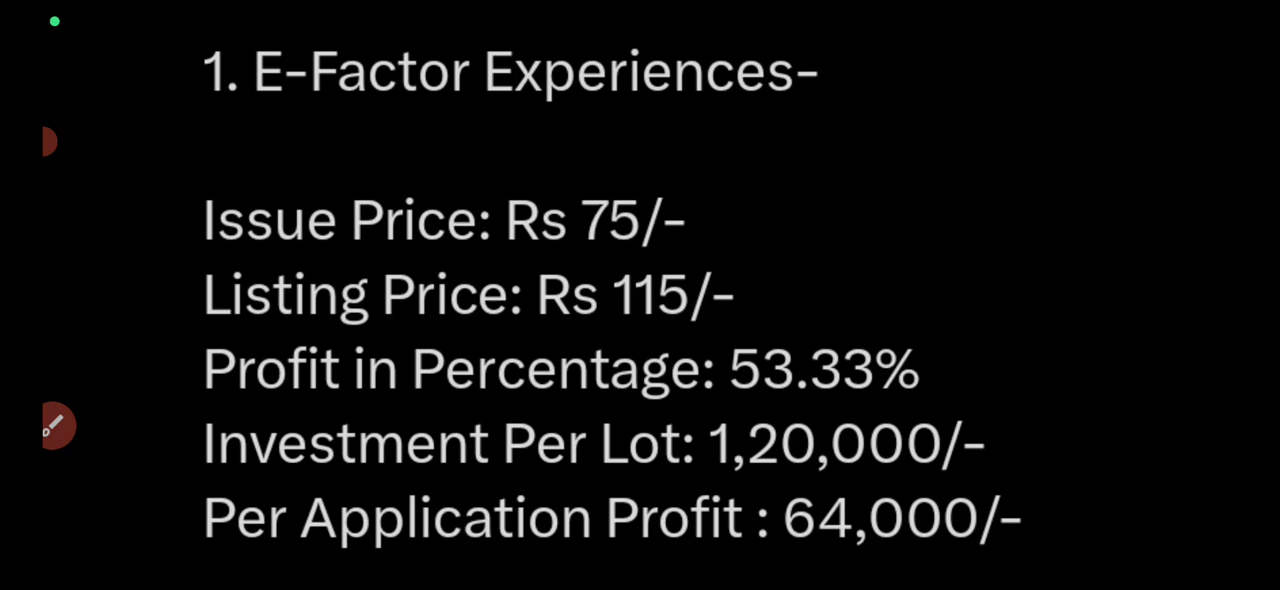 1. E-Factor Experiences-
Issue Price: Rs 75/-
Listing Price: Rs 115/-
Profit in Percentage: 53.33%
Investment Per Lot: 1,20,000/-
Per Application Profit : 64,000/-